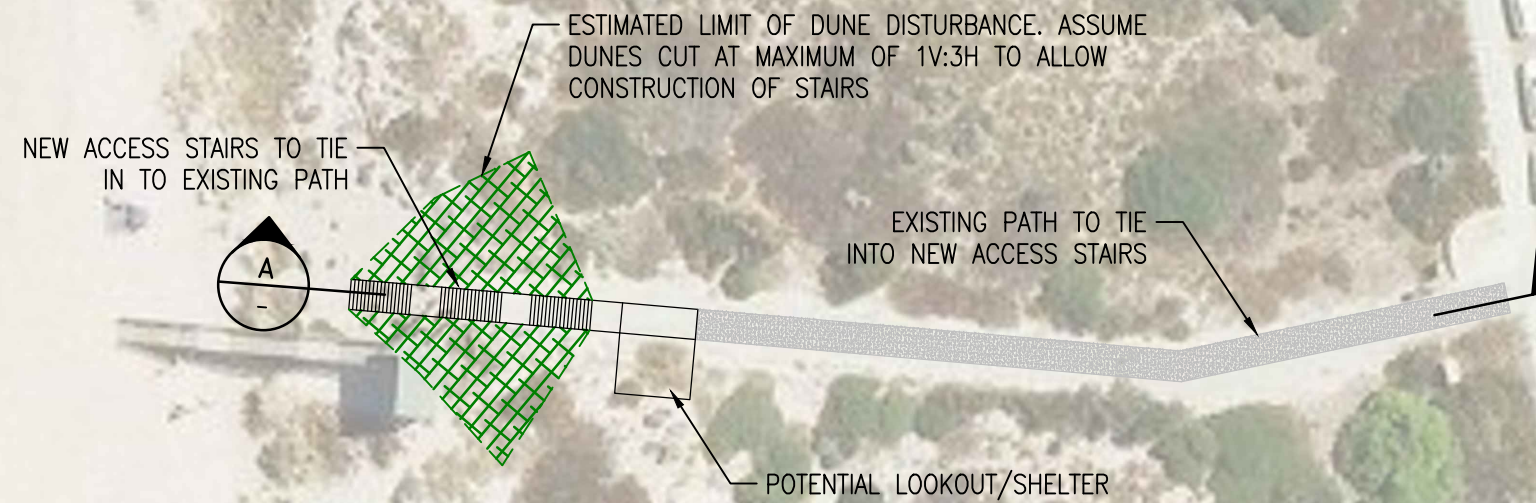 ESTIMATED LIMIT OF DUNE DISTURBANCE. ASSUME
DUNES CUT AT MAXIMUM OF 1V:3H TO ALLOW
CONSTRUCTION OF STAIRS
NEW ACCESS STAIRS TO TIE
IN TO EXISTING PATH
A
-
EXISTING PATH TO TIE
INTO NEW ACCESS STAIRS
POTENTIAL LOOKOUT/SHELTER